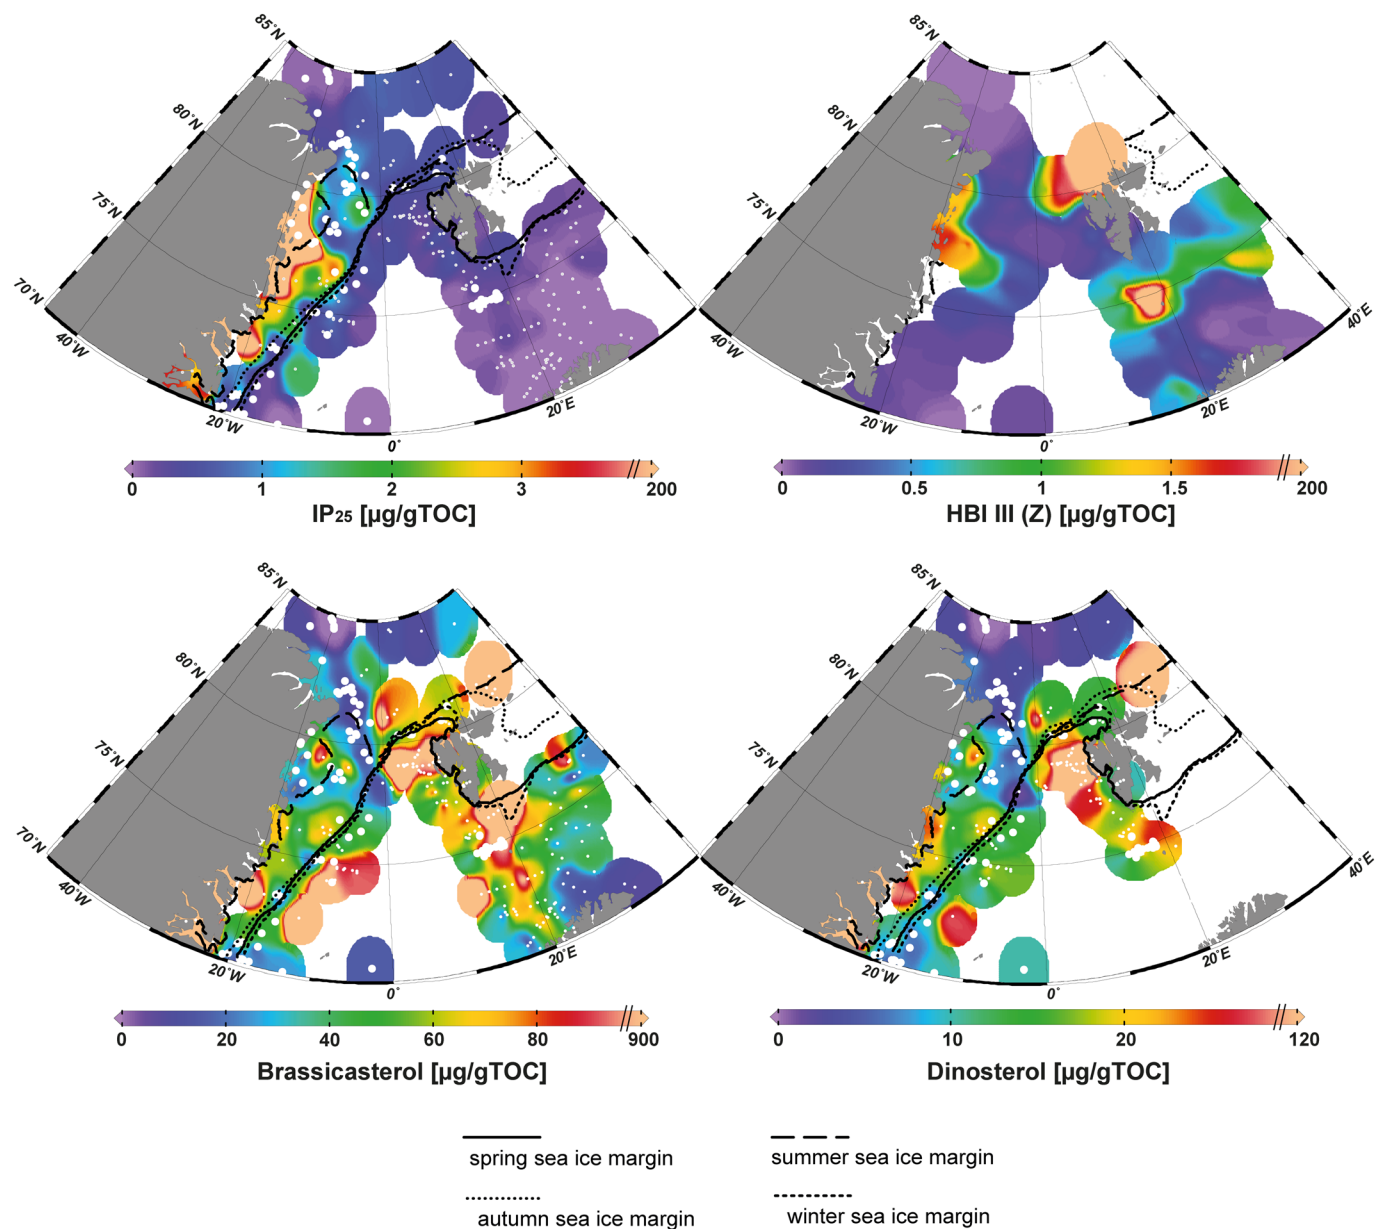 85°N
80°N
75°N
70°N
40°W
20°W
0°
20°E
0
1
2
3
200
IP25 [µg/gTOC]
85°N
80°N
75°N
70°N
40°W
20°W
0°
20°E
40°E
0
0.5
1
1.5
200
HBI III (Z) [µg/gTOC]
85°N
80°N
75°N
70°N
40°W
20°W
0°
20°E
0
20
40
60
80
900
Brassicasterol [µg/gTOC]
85°N
80°N
75°N
70°N
40°W
20°W
0°
20°E
40°E
0
10
20
120
Dinosterol [µg/gTOC]
spring sea ice margin
summer sea ice margin
autumn sea ice margin
winter sea ice margin